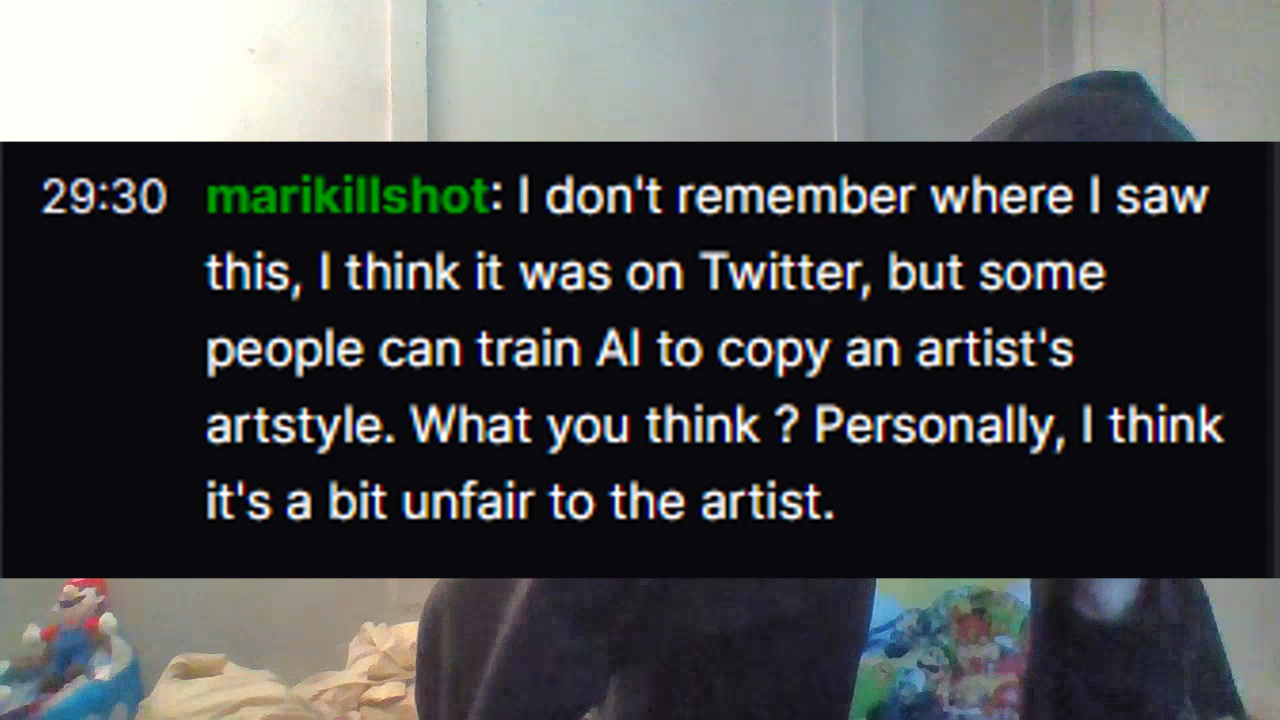 29:30 marikillshot: I don't remember where I saw
this, I think it was on Twitter, but some
people can train AI to copy an artist's
artstyle. What you think ? Personally, I think
it's a bit unfair to the artist.